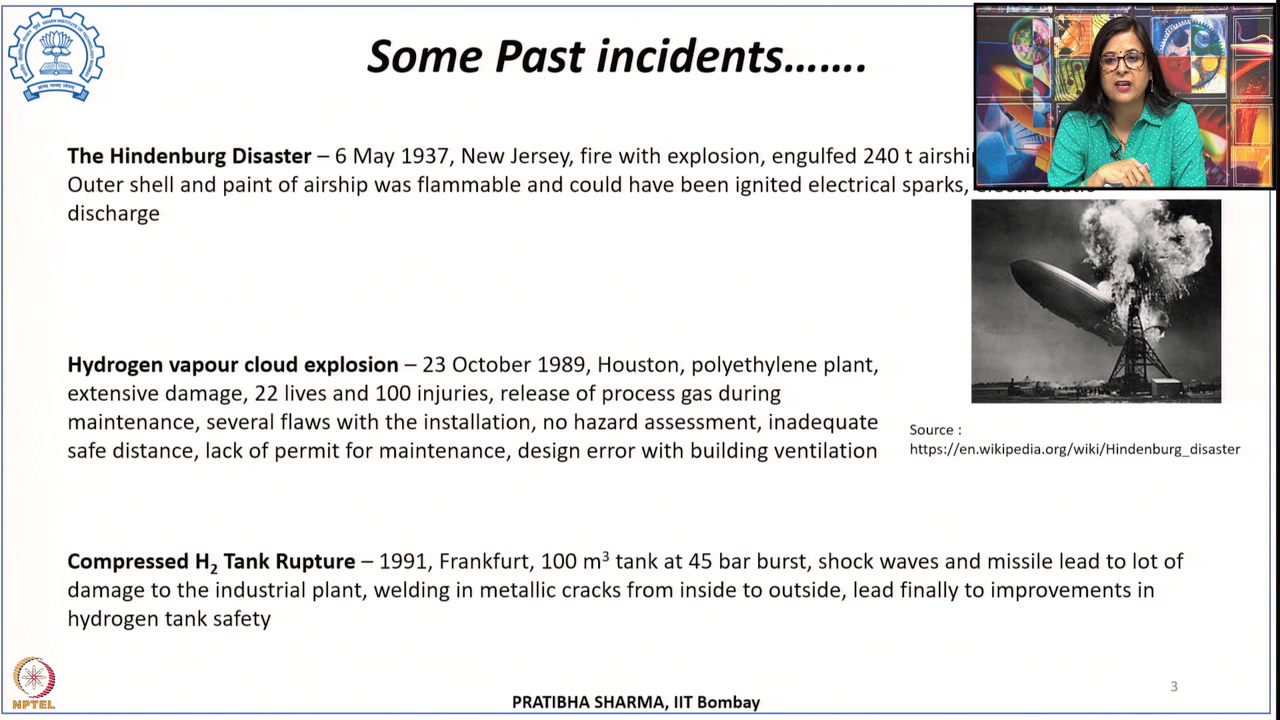 Some Past incidents…….
The Hindenburg Disaster – 6 May 1937, New Jersey, fire with explosion, engulfed 240 t
Outer shell and paint of airship was flammable and could have been ignited electrical sparks,
discharge
Hydrogen vapour cloud explosion – 23 October 1989, Houston, polyethylene plant,
extensive damage, 22 lives and 100 injuries, release of process gas during
maintenance, several flaws with the installation, no hazard assessment, inadequate
safe distance, lack of permit for maintenance, design error with building ventilation
Source :
https://en.wikipedia.org/wiki/Hindenburg_disaster
Compressed H₂ Tank Rupture – 1991, Frankfurt, 100 m³ tank at 45 bar burst, shock waves and missile lead to lot of
damage to the industrial plant, welding in metallic cracks from inside to outside, lead finally to improvements in
hydrogen tank safety
3
NPTEL
PRATIBHA SHARMA, IIT Bombay